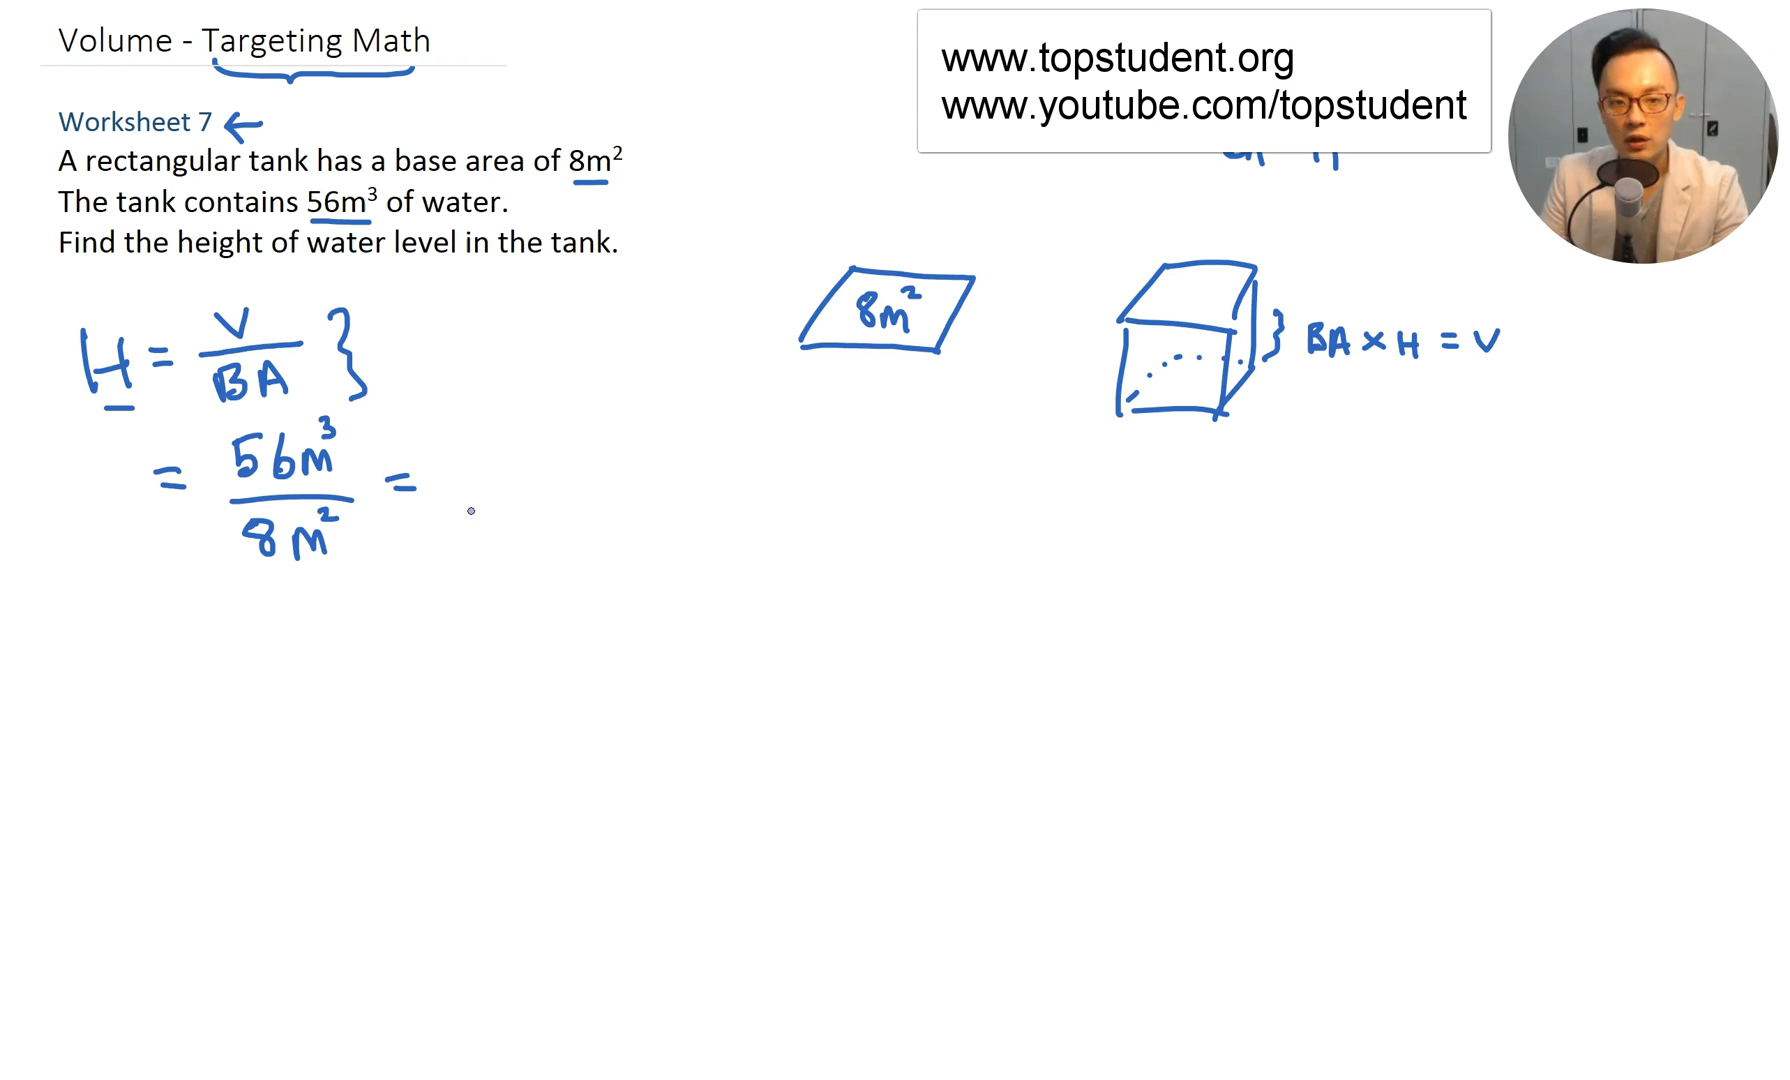 Volume - Targeting Math
www.topstudent.org
www.youtube.com/topstudent
Worksheet 7
A rectangular tank has a base area of 8m²
The tank contains 56m³ of water.
Find the height of water level in the tank.
H = V / BA
= 56m³ / 8m² =
8m²
BA × H = V